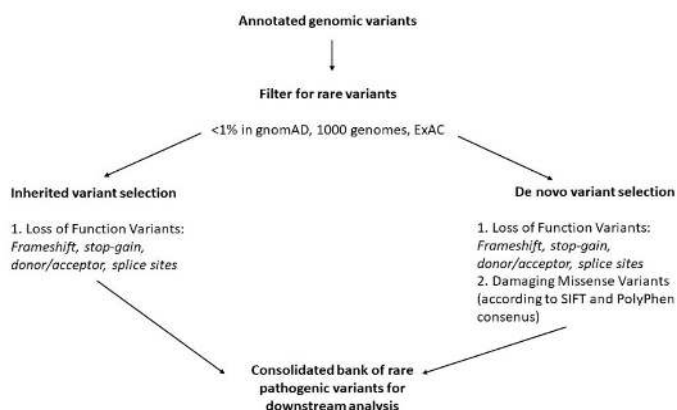 Annotated genomic variants
Filter for rare variants
<1% in gnomAD, 1000 genomes, ExAC
Inherited variant selection
1. Loss of Function Variants:
Frameshift, stop-gain,
donor/acceptor, splice sites
De novo variant selection
1. Loss of Function Variants:
Frameshift, stop-gain,
donor/acceptor, splice sites
2. Damaging Missense Variants
(according to SIFT and PolyPhen
consenus)
Consolidated bank of rare
pathogenic variants for
downstream analysis